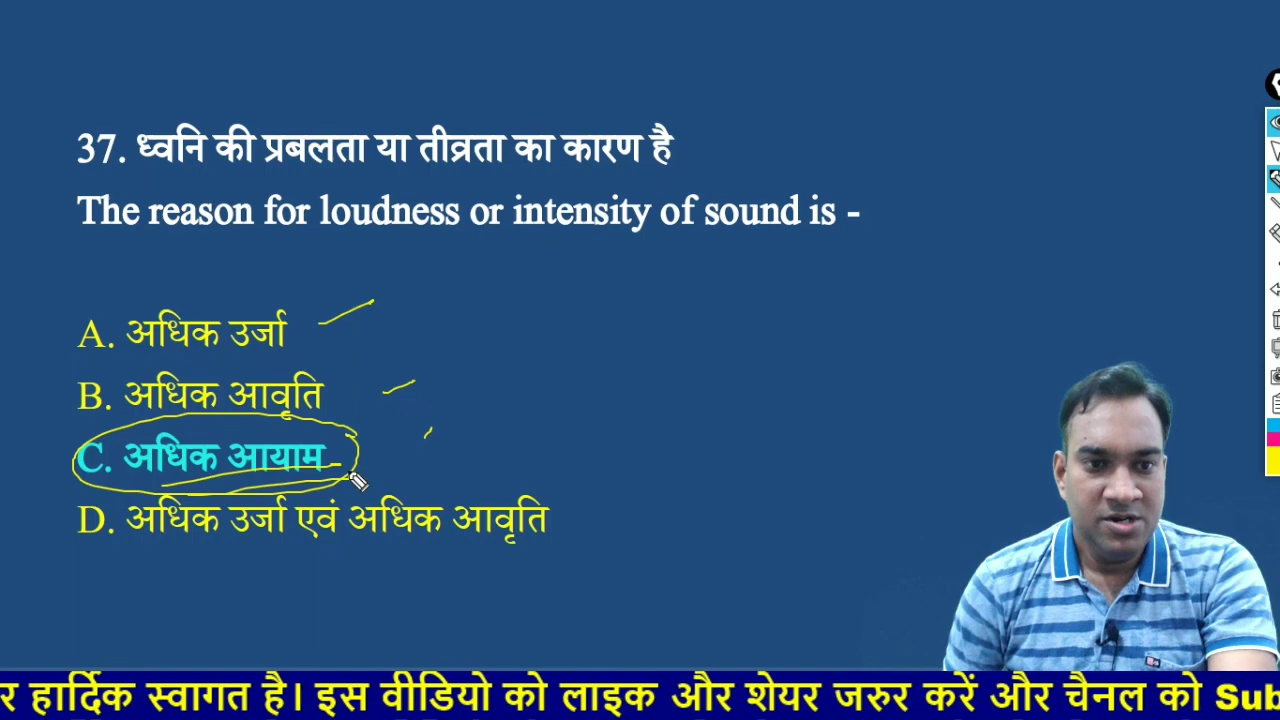 37. ध्वनि की प्रबलता या तीव्रता का कारण है
The reason for loudness or intensity of sound is -
A. अधिक उर्जा
B. अधिक आवृति
C. अधिक आयाम
D. अधिक उर्जा एवं अधिक आवृति
र हार्दिक स्वागत है। इस वीडियो को लाइक और शेयर जरुर करें और चैनल को Sub